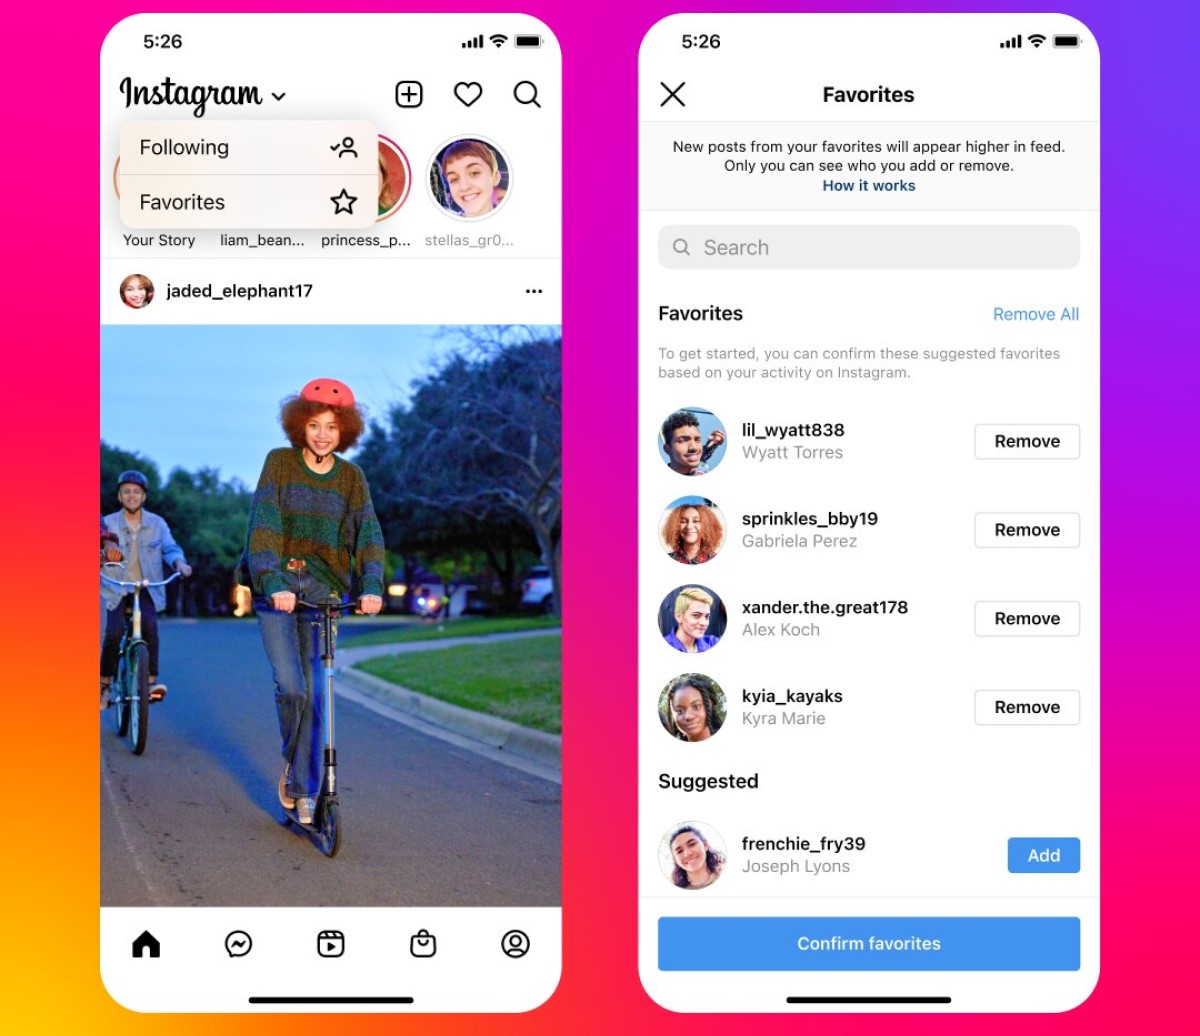 5:26
Instagram
Following
Favorites
Your Story
liam_bean...
princess_p...
stellas_gr0...
jaded_elephant17
5:26
Favorites
New posts from your favorites will appear higher in feed.
Only you can see who you add or remove.
How it works
Search
Favorites
Remove All
To get started, you can confirm these suggested favorites
based on your activity on Instagram.
lil_wyatt838
Wyatt Torres
Remove
sprinkles_bby19
Gabriela Perez
Remove
xander.the.great178
Alex Koch
Remove
kyia_kayaks
Kyra Marie
Remove
Suggested
frenchie_fry39
Joseph Lyons
Add
Confirm favorites